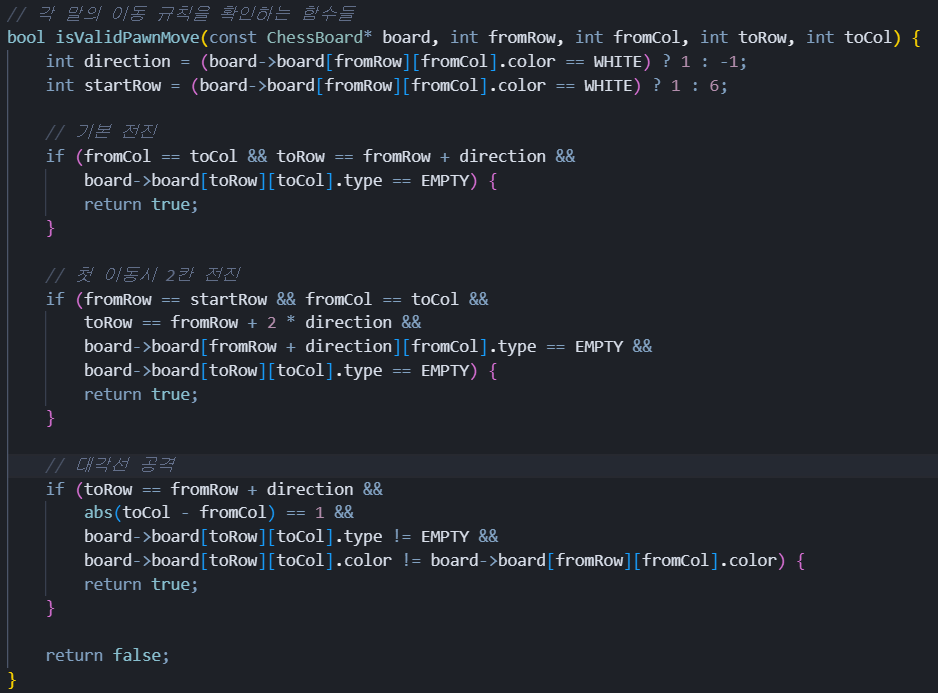 // 각 말의 이동 규칙을 확인하는 함수들
bool isValidPawnMove(const ChessBoard* board, int fromRow, int fromCol, int toRow, int toCol) {
    int direction = (board->board[fromRow][fromCol].color == WHITE) ? 1 : -1;
    int startRow = (board->board[fromRow][fromCol].color == WHITE) ? 1 : 6;

    // 기본 전진
    if (fromCol == toCol && toRow == fromRow + direction &&
        board->board[toRow][toCol].type == EMPTY) {
        return true;
    }

    // 첫 이동시 2칸 전진
    if (fromRow == startRow && fromCol == toCol &&
        toRow == fromRow + 2 * direction &&
        board->board[fromRow + direction][fromCol].type == EMPTY &&
        board->board[toRow][toCol].type == EMPTY) {
        return true;
    }

    // 대각선 공격
    if (toRow == fromRow + direction &&
        abs(toCol - fromCol) == 1 &&
        board->board[toRow][toCol].type != EMPTY &&
        board->board[toRow][toCol].color != board->board[fromRow][fromCol].color) {
        return true;
    }

    return false;
}